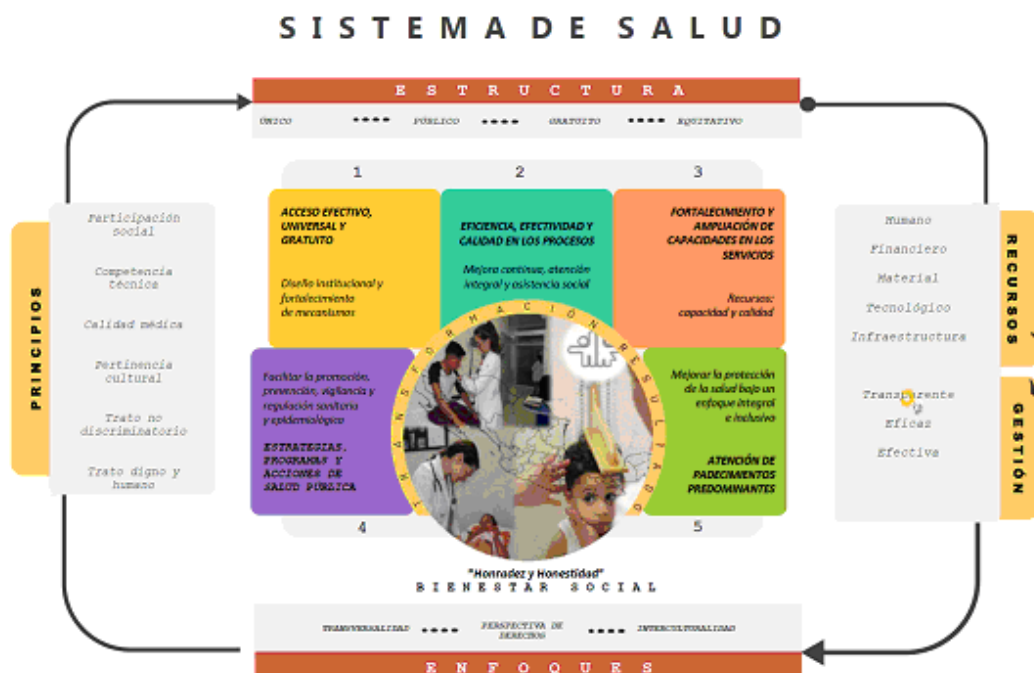 SISTEMA DE SALUD
ESTRUCTURA
ÚNICO PÚBLICO GRATUITO EQUITATIVO
1
2
3
ACCESO EFECTIVO,
UNIVERSAL Y
GRATUITO
Diseño institucional y
fortalecimiento
de mecanismos
EFICIENCIA, EFECTIVIDAD Y
CALIDAD EN LOS PROCESOS
Mejora continua, atención
integral y asistencia social
FORTALECIMIENTO Y
AMPLIACIÓN DE
CAPACIDADES EN LOS
SERVICIOS
Recursos:
capacidad y calidad
PRINCIPIOS
Participación
social
Competencia
técnica
Calidad médica
Pertinencia
cultural
Trato no
discriminatorio
Trato digno y
humano
Facilitar la promoción,
prevención, vigilancia y
regulación sanitaria
y epidemiológico
ESTRATEGIAS,
PROGRAMAS Y
ACCIONES DE
SALUD PÚBLICA
TRANSFORMACIÓN RESULTADO
Mejorar la protección
de la salud bajo un
enfoque integral
e inclusivo
ATENCIÓN DE
PADECIMIENTOS
PREDOMINANTES
4
5
RECURSOS
Humano
Financiero
Material
Tecnológico
Infraestructura
GESTIÓN
Transparente
Eficas
Efectiva
"Honradez y Honestidad"
BIENESTAR SOCIAL
TRANSVERSALIDAD PERSPECTIVA DE
DERECHOS INTERCULTURALIDAD
ENFOQUES